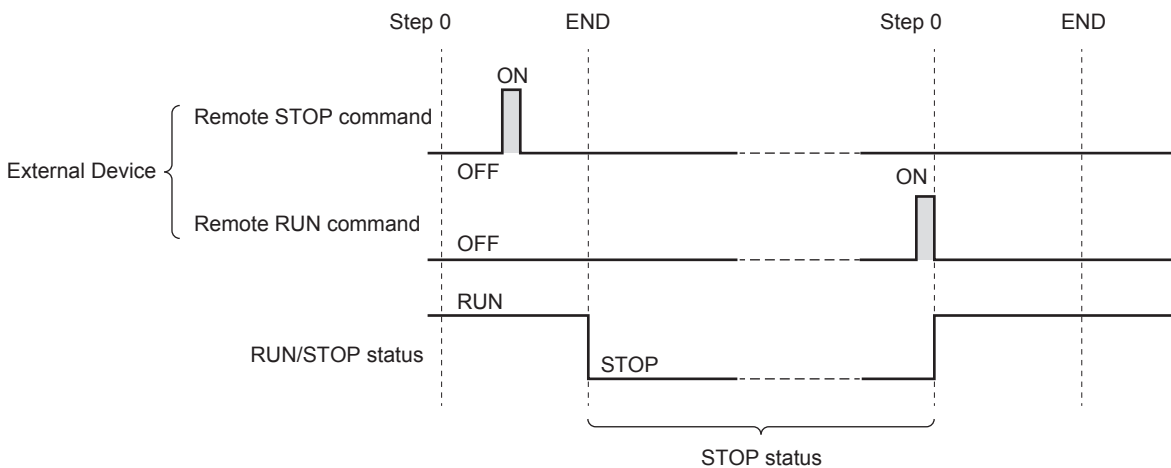 Step 0 END Step 0 END
ON
Remote STOP command
OFF
External Device
ON
Remote RUN command
OFF
RUN
RUN/STOP status
STOP
STOP status